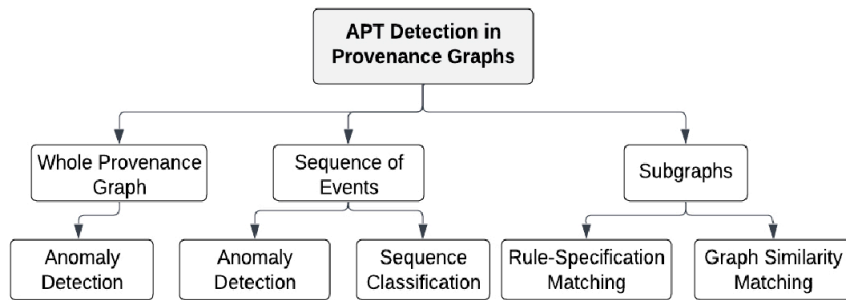 APT Detection in
Provenance Graphs
Whole Provenance
Graph
Sequence of
Events
Subgraphs
Anomaly
Detection
Anomaly
Detection
Sequence
Classification
Rule-Specification
Matching
Graph Similarity
Matching